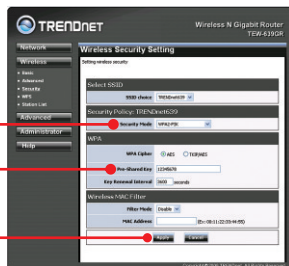 TRENDNET
Wireless N Gigabit Router
TEW-639GR
Network
Wireless
Basic
Advanced
Security
WPS
Station List
Advanced
Administrator
Help
Wireless Security Setting
Setting wireless security
Select SSID
SSID choice TRENDnet639
Security Policy: TRENDnet639
Security Mode WPA2-PSK
WPA
WPA Cipher AES TKIP/AES
Pre-Shared Key 12345678
Key Renewal Interval 3600 seconds
Wireless MAC Filter
Filter Mode Disable
MAC Address (Ex: 00:11:22:33:44:55)
Apply Cancel